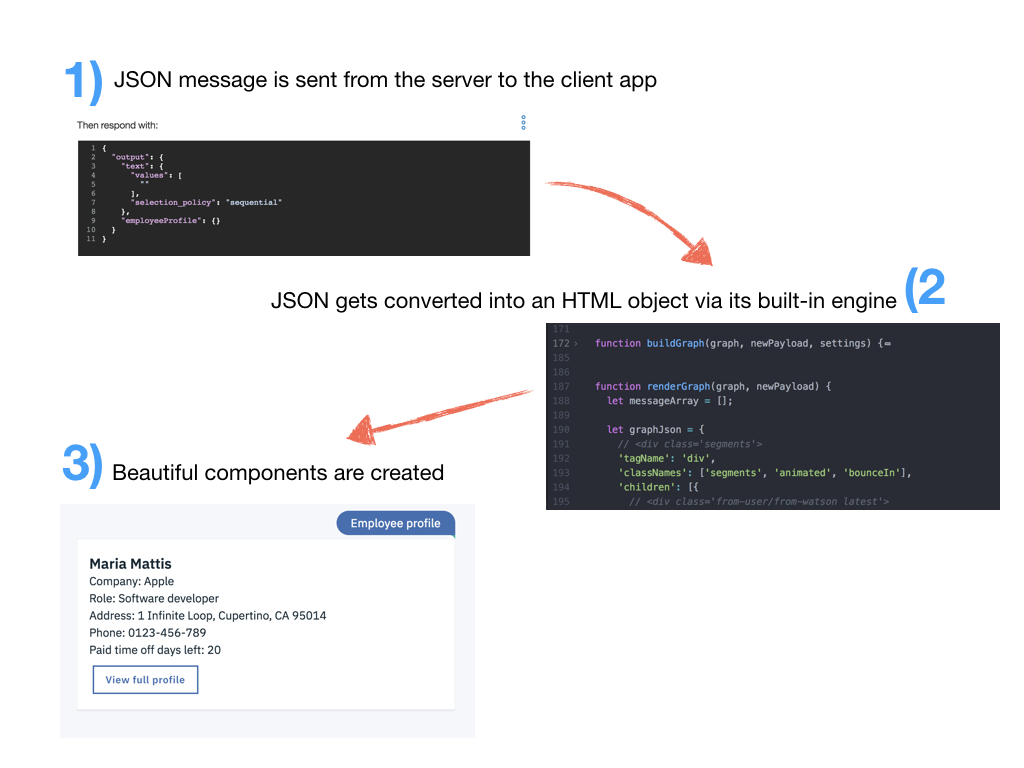 1) JSON message is sent from the server to the client app
Then respond with:
1 {
2 "output": {
3 "text": {
4 "values": [
5 ""
6 ],
7 "selection_policy": "sequential"
8 },
9 "employeeProfile": {}
10 }
11 }
JSON gets converted into an HTML object via its built-in engine (2
171
172 › function buildGraph(graph, newPayload, settings) {
185
186
187 function renderGraph(graph, newPayload) {
188 let messageArray = [];
189
190 let graphJson = {
191 // <div class='segments'>
192 'tagName': 'div',
193 'classNames': ['segments', 'animated', 'bounceIn'],
194 'children': [{
195 // <div class='from-user/from-watson latest'>
3) Beautiful components are created
Employee profile
Maria Mattis
Company: Apple
Role: Software developer
Address: 1 Infinite Loop, Cupertino, CA 95014
Phone: 0123-456-789
Paid time off days left: 20
View full profile